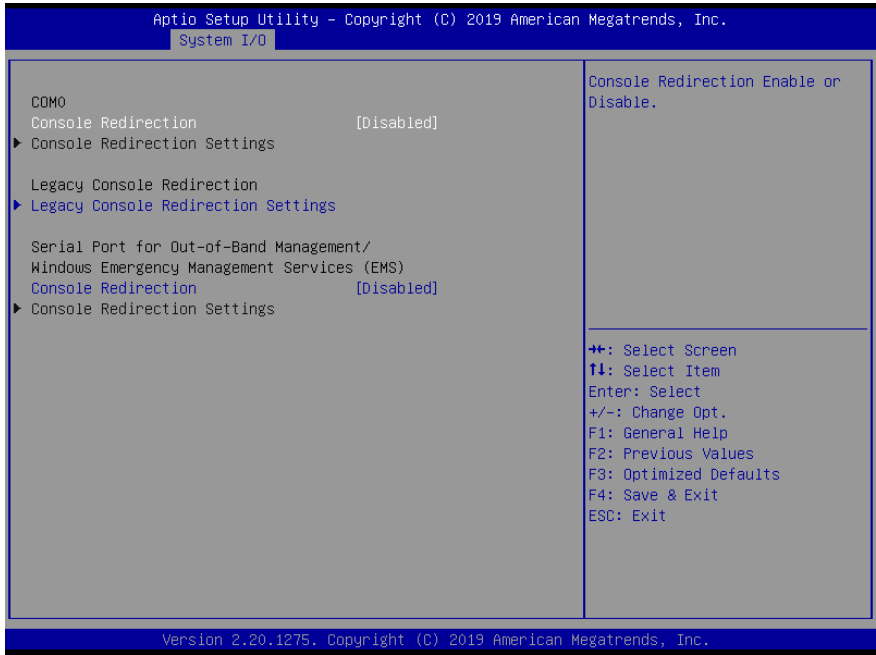 Aptio Setup Utility – Copyright (C) 2019 American Megatrends, Inc.
System I/O
COM0
Console Redirection [Disabled]
▶ Console Redirection Settings
Legacy Console Redirection
▶ Legacy Console Redirection Settings
Serial Port for Out-of-Band Management/
Windows Emergency Management Services (EMS)
Console Redirection [Disabled]
▶ Console Redirection Settings
Console Redirection Enable or
Disable.
→←: Select Screen
↑↓: Select Item
Enter: Select
+/-: Change Opt.
F1: General Help
F2: Previous Values
F3: Optimized Defaults
F4: Save & Exit
ESC: Exit
Version 2.20.1275. Copyright (C) 2019 American Megatrends, Inc.